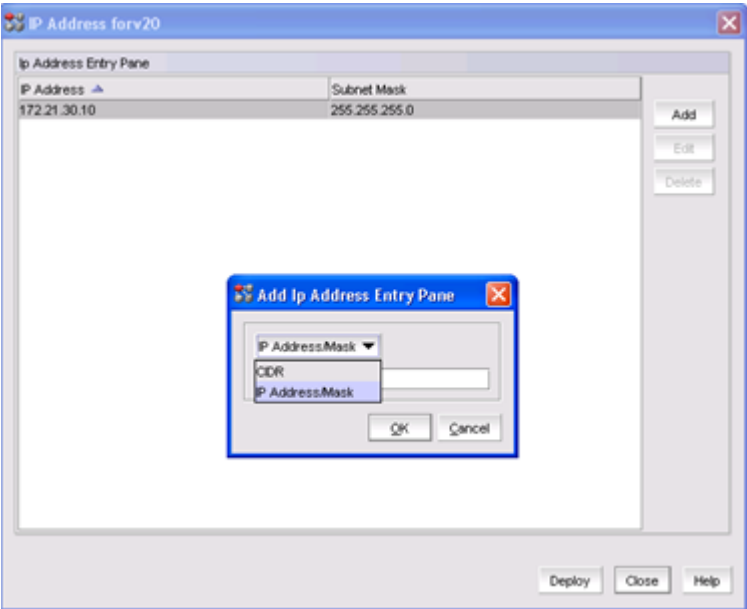 IP Address forv20
Ip Address Entry Pane
IP Address Subnet Mask
172.21.30.10 255.255.255.0
Add
Edit
Delete
Add Ip Address Entry Pane
IP Address/Mask
CIDR
IP Address/Mask
OK Cancel
Deploy Close Help